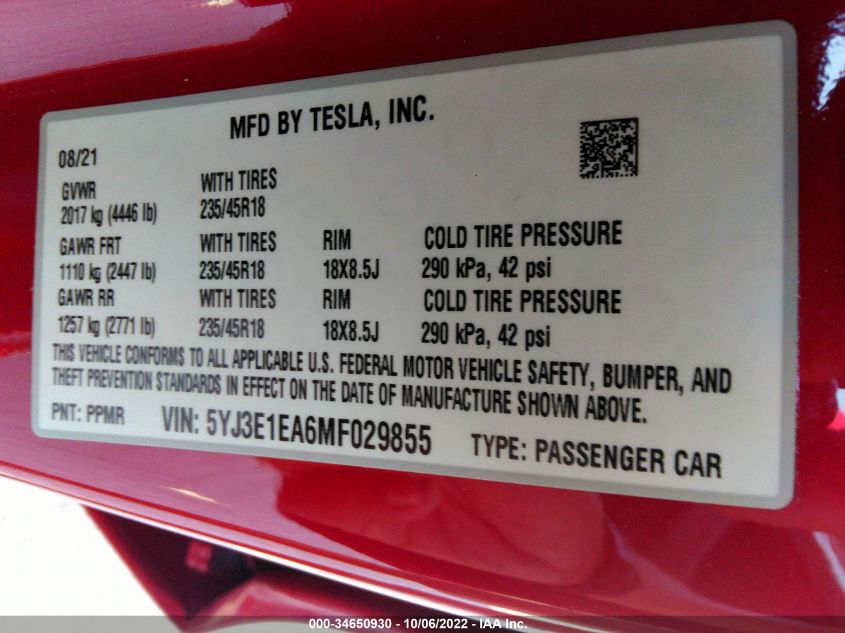 MFD BY TESLA, INC.
08/21
GVWR WITH TIRES
2017 kg (4446 lb) 235/45R18
GAWR FRT WITH TIRES RIM COLD TIRE PRESSURE
1110 kg (2447 lb) 235/45R18 18X8.5J 290 kPa, 42 psi
GAWR RR WITH TIRES RIM COLD TIRE PRESSURE
1257 kg (2771 lb) 235/45R18 18X8.5J 290 kPa, 42 psi
THIS VEHICLE CONFORMS TO ALL APPLICABLE U.S. FEDERAL MOTOR VEHICLE SAFETY, BUMPER, AND
THEFT PREVENTION STANDARDS IN EFFECT ON THE DATE OF MANUFACTURE SHOWN ABOVE.
PNT: PPMR VIN: 5YJ3E1EA6MF029855 TYPE: PASSENGER CAR
000-34650930 - 10/06/2022 - IAA Inc.